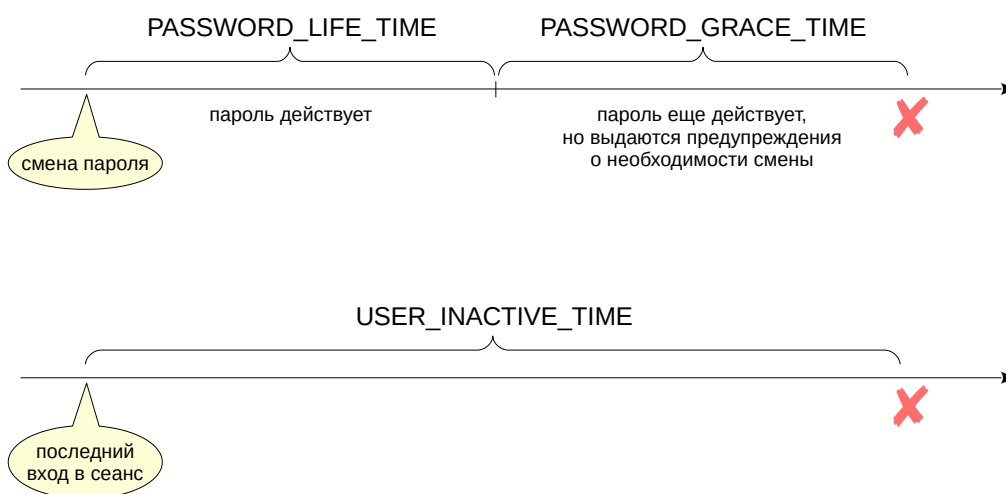 PASSWORD_LIFE_TIME
PASSWORD_GRACE_TIME
пароль действует
пароль еще действует,
но выдаются предупреждения
о необходимости смены
смена пароля
USER_INACTIVE_TIME
последний
вход в сеанс